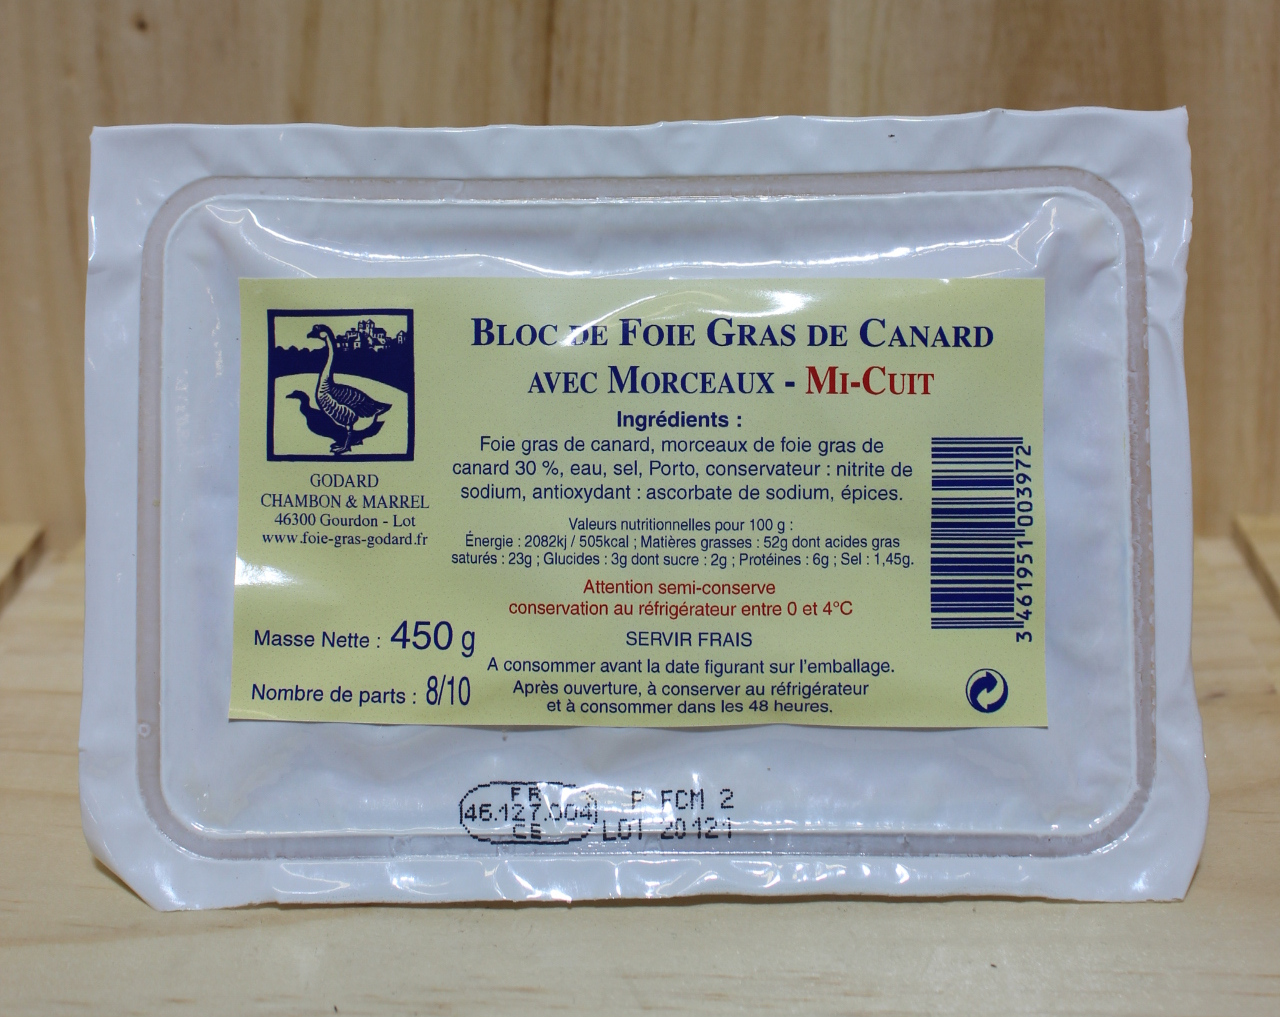 BLOC DE FOIE GRAS DE CANARD
AVEC MORCEAUX - MI-CUIT
Ingrédients :
Foie gras de canard, morceaux de foie gras de
canard 30 %, eau, sel, Porto, conservateur : nitrite de
sodium, antioxydant : ascorbate de sodium, épices.
GODARD
CHAMBON & MARREL
46300 Gourdon - Lot
www.foie-gras-godard.fr
Valeurs nutritionnelles pour 100 g :
Énergie : 2082kj / 505kcal ; Matières grasses : 52g dont acides gras
saturés : 23g ; Glucides : 3g dont sucre : 2g ; Protéines : 6g ; Sel : 1,45g.
Attention semi-conserve
conservation au réfrigérateur entre 0 et 4°C
Masse Nette : 450 g
Nombre de parts : 8/10
SERVIR FRAIS
A consommer avant la date figurant sur l'emballage.
Après ouverture, à conserver au réfrigérateur
et à consommer dans les 48 heures.
3 461951 003972
FR
46.127.004
CE
P FCM 2
LOT 20121